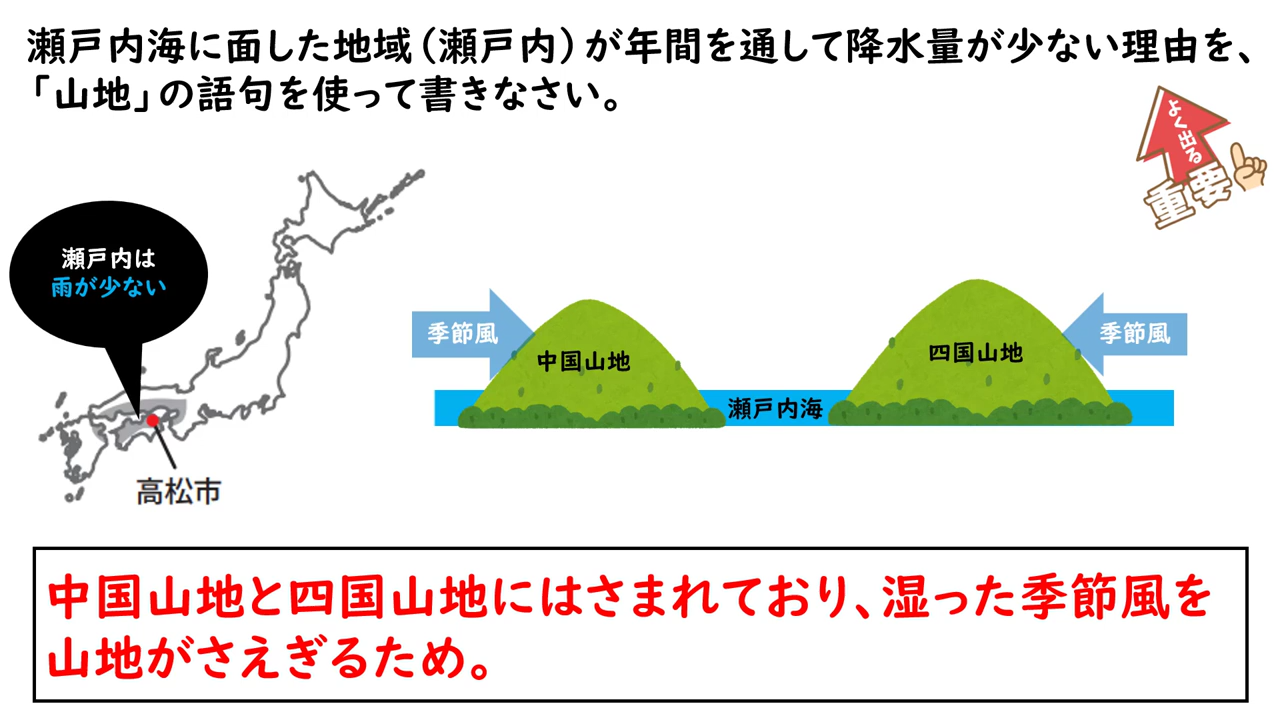 瀬戸内海に面した地域(瀬戸内)が年間を通して降水量が少ない理由を、
「山地」の語句を使って書きなさい。
よく出る
重要
瀬戸内は
雨が少ない
高松市
季節風
中国山地
瀬戸内海
四国山地
季節風
中国山地と四国山地にはさまれており、湿った季節風を
山地がさえぎるため。